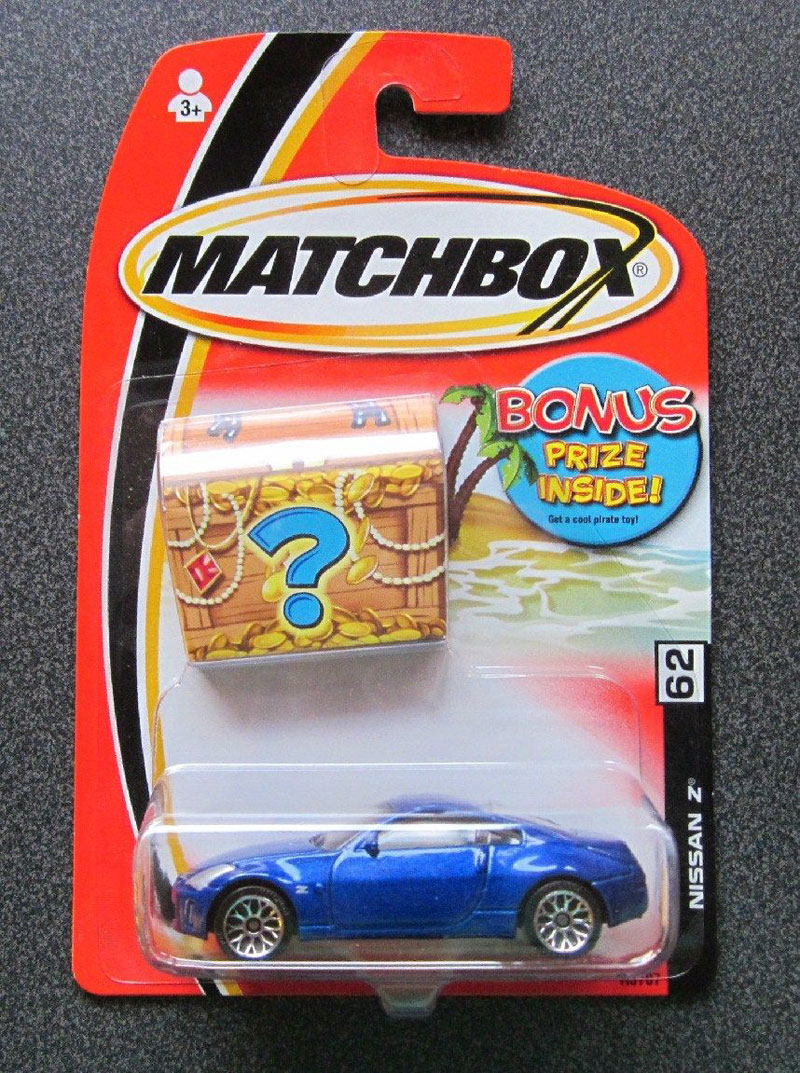 3+
MATCHBOX®
BONUS
PRIZE
INSIDE!
Get a cool pirate toy!
?
62
NISSAN Z®